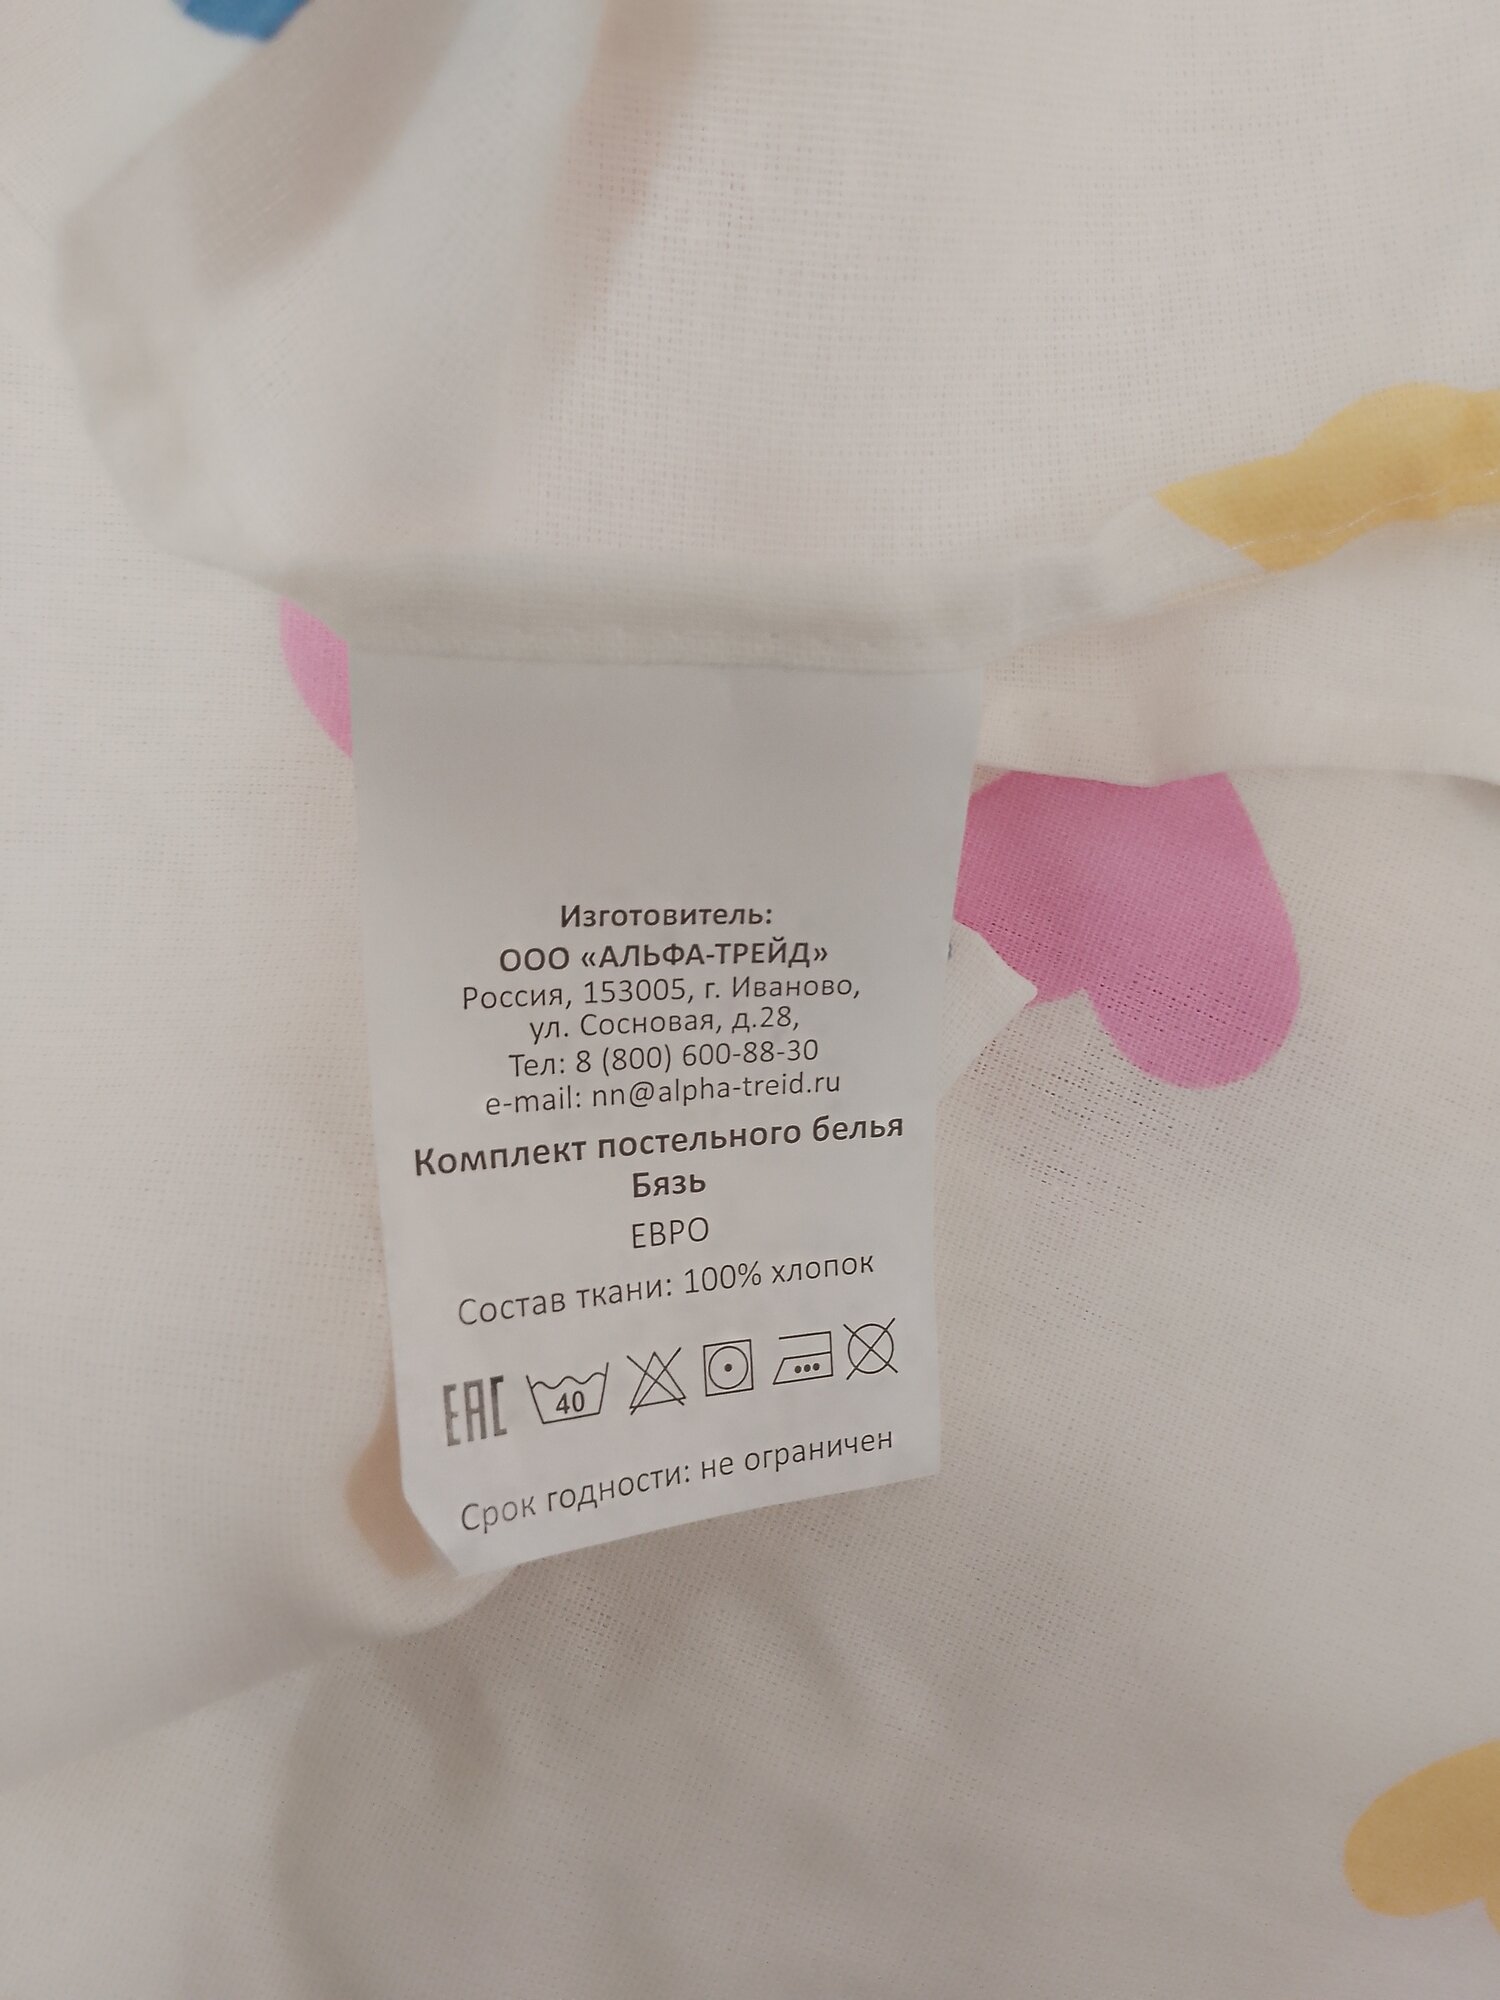 Изготовитель:
ООО «АЛЬФА-ТРЕЙД»
Россия, 153005, г. Иваново,
ул. Сосновая, д.28,
Тел: 8 (800) 600-88-30
e-mail: nn@alpha-treid.ru
Комплект постельного белья
Бязь
ЕВРО
Состав ткани: 100% хлопок
ЕАС 40
Срок годности: не ограничен